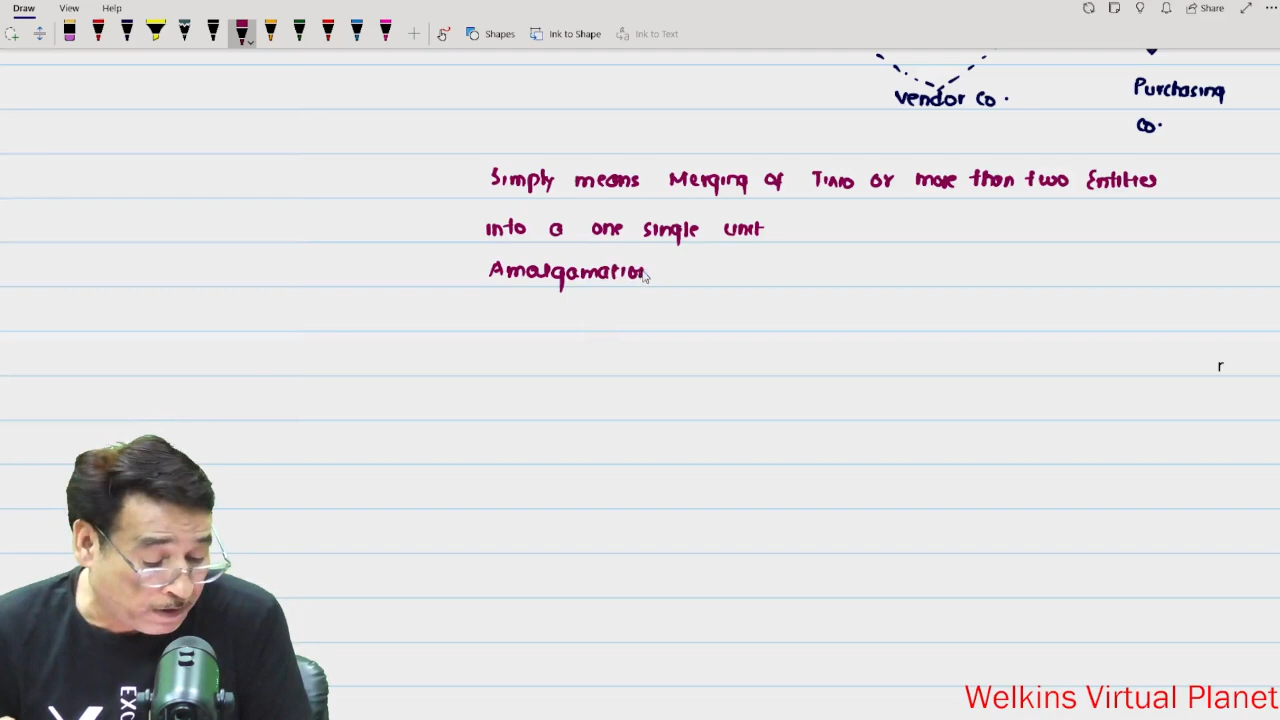 Draw View Help Share
Shapes Ink to Shape Ink to Text
Vendor Co.
Purchasing
Co.
Simply means Merging of Two or more than two Entities
into a one single unit
Amalgamation
r
EXC
Welkins Virtual Planet